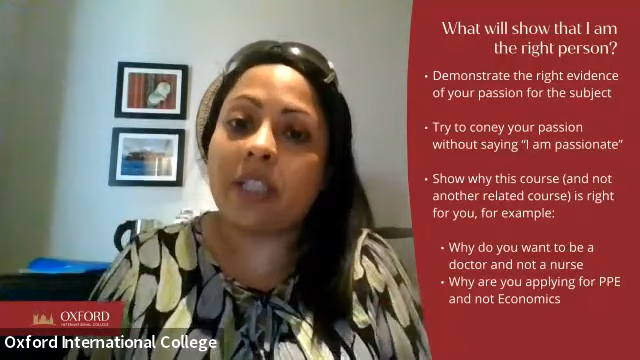 What will show that I am
the right person?
• Demonstrate the right evidence
of your passion for the subject
• Try to coney your passion
without saying “I am passionate”
• Show why this course (and not
another related course) is right
for you, for example:
• Why do you want to be a
doctor and not a nurse
• Why are you applying for PPE
and not Economics
OXFORD
INTERNATIONAL COLLEGE
Oxford International College